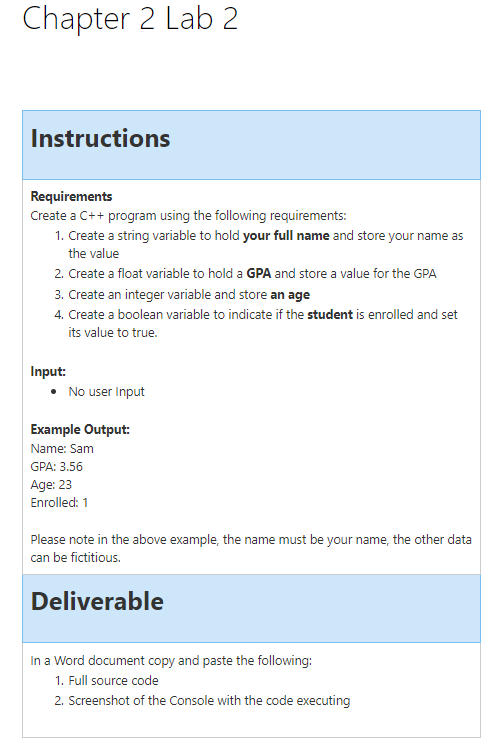 Chapter 2 Lab 2
Instructions
Requirements
Create a C++ program using the following requirements:
1. Create a string variable to hold your full name and store your name as
the value
2. Create a float variable to hold a GPA and store a value for the GPA
3. Create an integer variable and store an age
4. Create a boolean variable to indicate if the student is enrolled and set
its value to true.
Input:
• No user Input
Example Output:
Name: Sam
GPA: 3.56
Age: 23
Enrolled: 1
Please note in the above example, the name must be your name, the other data
can be fictitious.
Deliverable
In a Word document copy and paste the following:
1. Full source code
2. Screenshot of the Console with the code executing